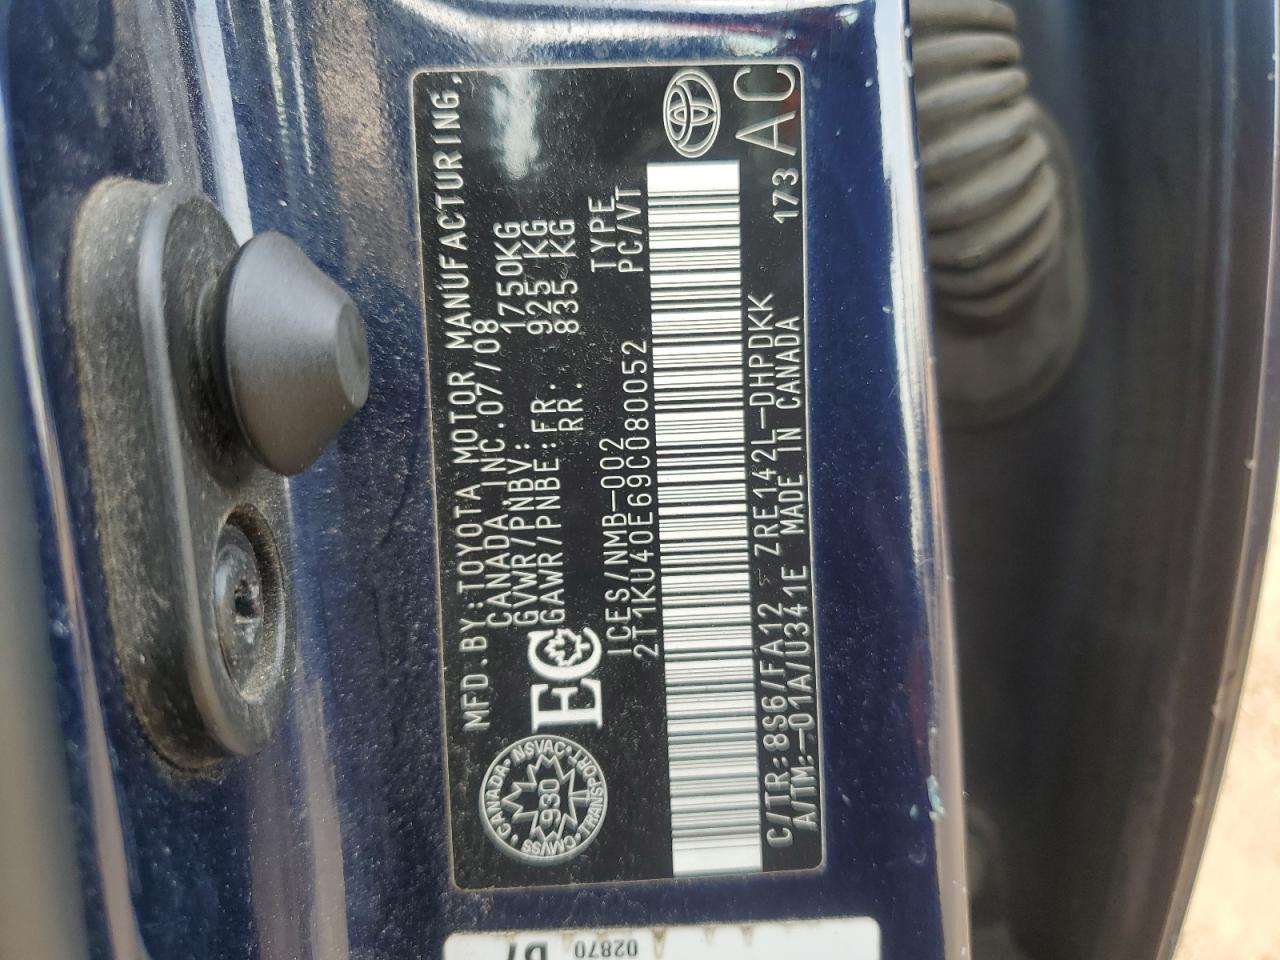 MFD.BY:TOYOTA MOTOR MANUFACTURING,
CANADA INC.07/08
GVWR/PNBV: 1750KG
GAWR/PNBE:FR: 925 KG
RR: 835 KG
CANADA·NSVAC·TRANSPORT·CMVSS
930
EC
ICES/NMB-002
TYPE
2T1KU40E69C080052
PC/VT
C/TR:8S6/FA12 ZRE142L-DHPDKK
A/TM:-01A/U341E MADE IN CANADA
173
AC
02870